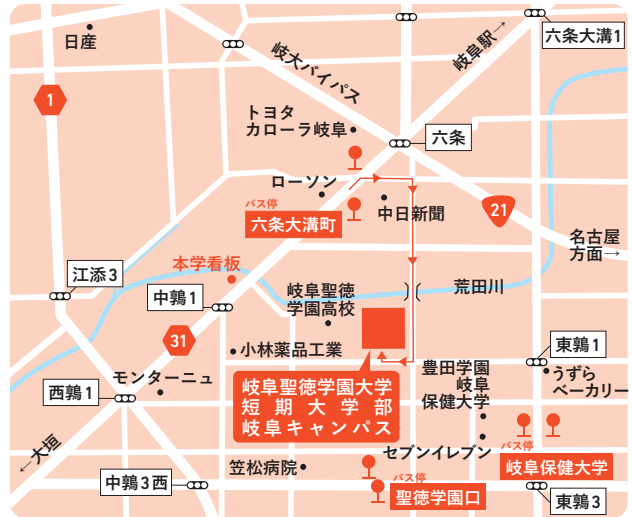 日産
岐大バイパス
岐阜駅→
六条大溝1
1
トヨタ
カローラ岐阜
六条
ローソン
バス停
六条大溝町
中日新聞
21
名古屋
方面→
本学看板
江添3
中鶉1
岐阜聖徳
学園高校
荒田川
31
小林薬品工業
東鶉1
豊田学園
岐阜
保健大学
うずら
ベーカリー
西鶉1
モンターニュ
岐阜聖徳学園大学
短期大学部
岐阜キャンパス
←大垣
セブンイレブン
バス停
岐阜保健大学
笠松病院
中鶉3西
バス停
聖徳学園口
東鶉3